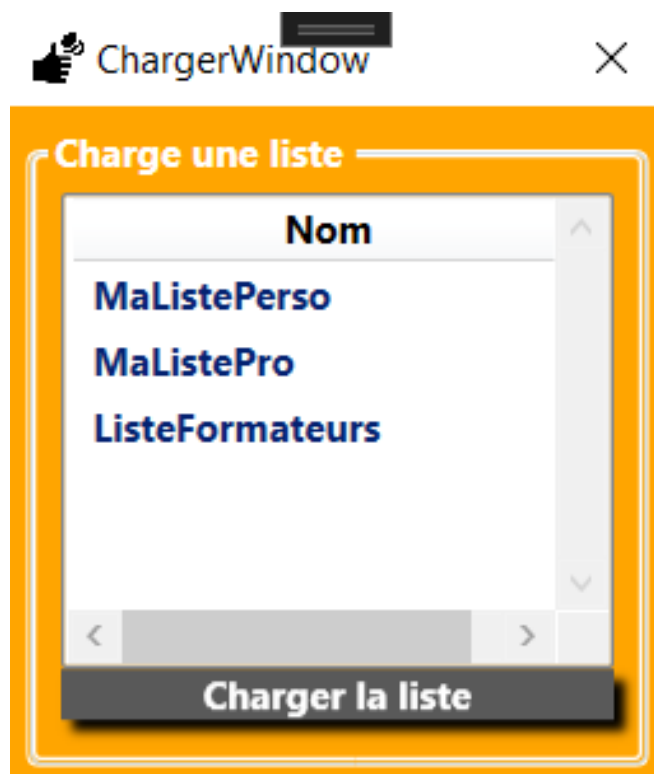 ChargerWindow
Charge une liste
Nom
MaListePerso
MaListePro
ListeFormateurs
Charger la liste